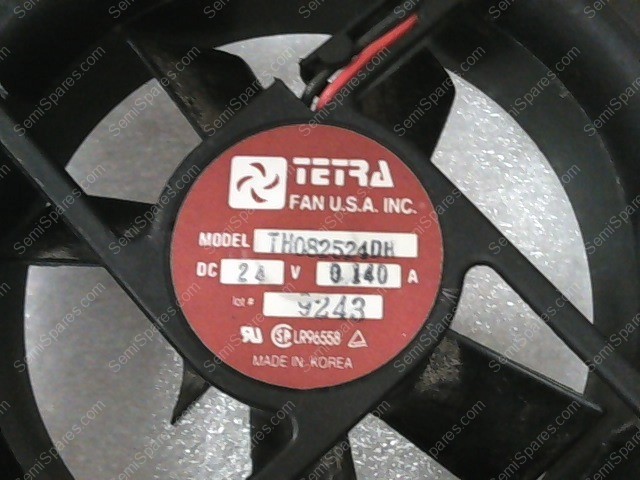 TETRA
FAN U.S.A. INC.
MODEL TH082524DH
DC 24 V 0.140 A
Lot # 9243
LR96558
MADE IN KOREA
SemiSpares.com